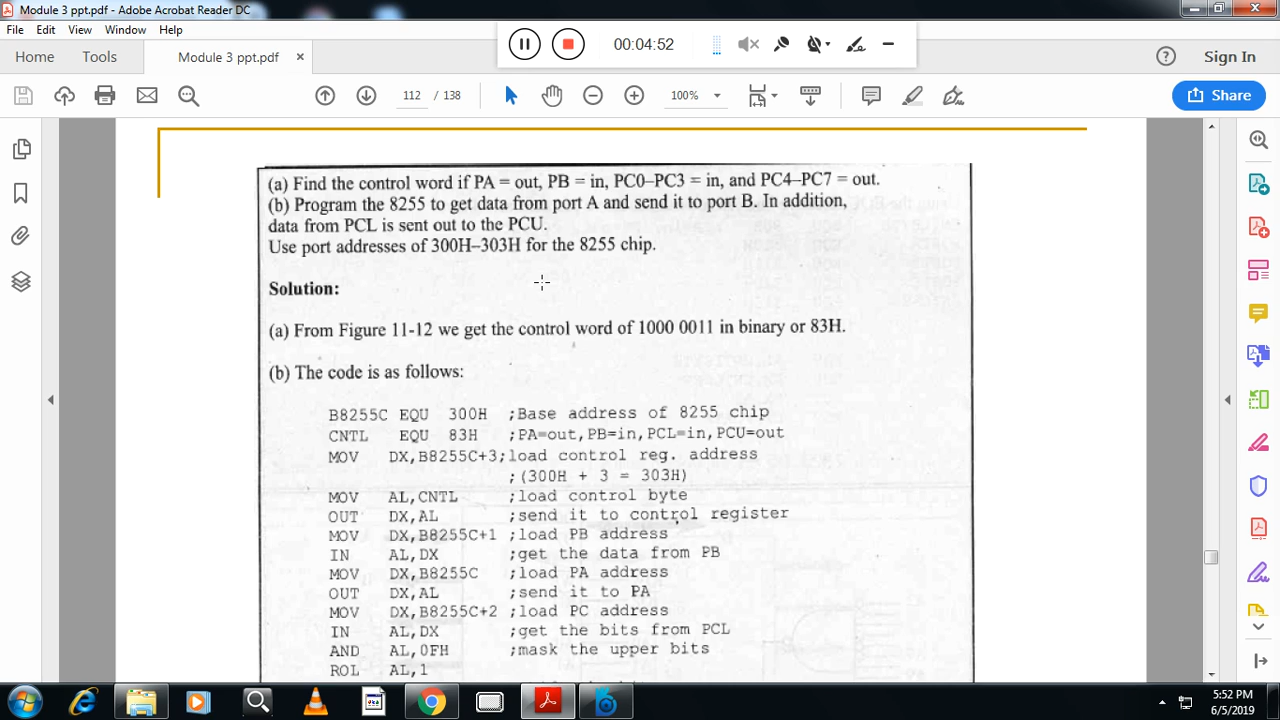 Module 3 ppt.pdf - Adobe Acrobat Reader DC
File Edit View Window Help
00:04:52
Home Tools Module 3 ppt.pdf × Sign In
112 / 138 100% Share
(a) Find the control word if PA = out, PB = in, PC0–PC3 = in, and PC4–PC7 = out.
(b) Program the 8255 to get data from port A and send it to port B. In addition,
data from PCL is sent out to the PCU.
Use port addresses of 300H–303H for the 8255 chip.
Solution:
(a) From Figure 11-12 we get the control word of 1000 0011 in binary or 83H.
(b) The code is as follows:
B8255C EQU 300H ;Base address of 8255 chip
CNTL EQU 83H ;PA=out,PB=in,PCL=in,PCU=out
MOV DX,B8255C+3;load control reg. address
;(300H + 3 = 303H)
MOV AL,CNTL ;load control byte
OUT DX,AL ;send it to control register
MOV DX,B8255C+1 ;load PB address
IN AL,DX ;get the data from PB
MOV DX,B8255C ;load PA address
OUT DX,AL ;send it to PA
MOV DX,B8255C+2 ;load PC address
IN AL,DX ;get the bits from PCL
AND AL,0FH ;mask the upper bits
ROL AL,1
5:52 PM
6/5/2019